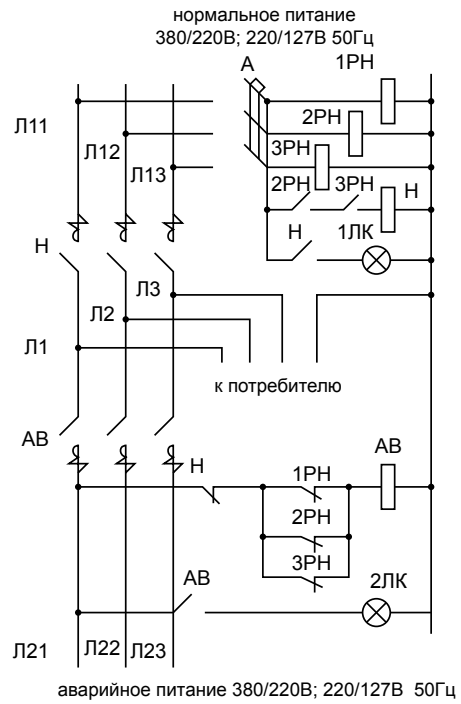 нормальное питание
380/220В; 220/127В 50Гц
А
1РН
Л11
2РН
Л12
3РН
Л13
2РН
3РН
Н
Н
Н
1ЛК
Л3
Л2
Л1
к потребителю
АВ
Н
1РН
АВ
2РН
3РН
АВ
2ЛК
Л21
Л22
Л23
аварийное питание 380/220В; 220/127В 50Гц